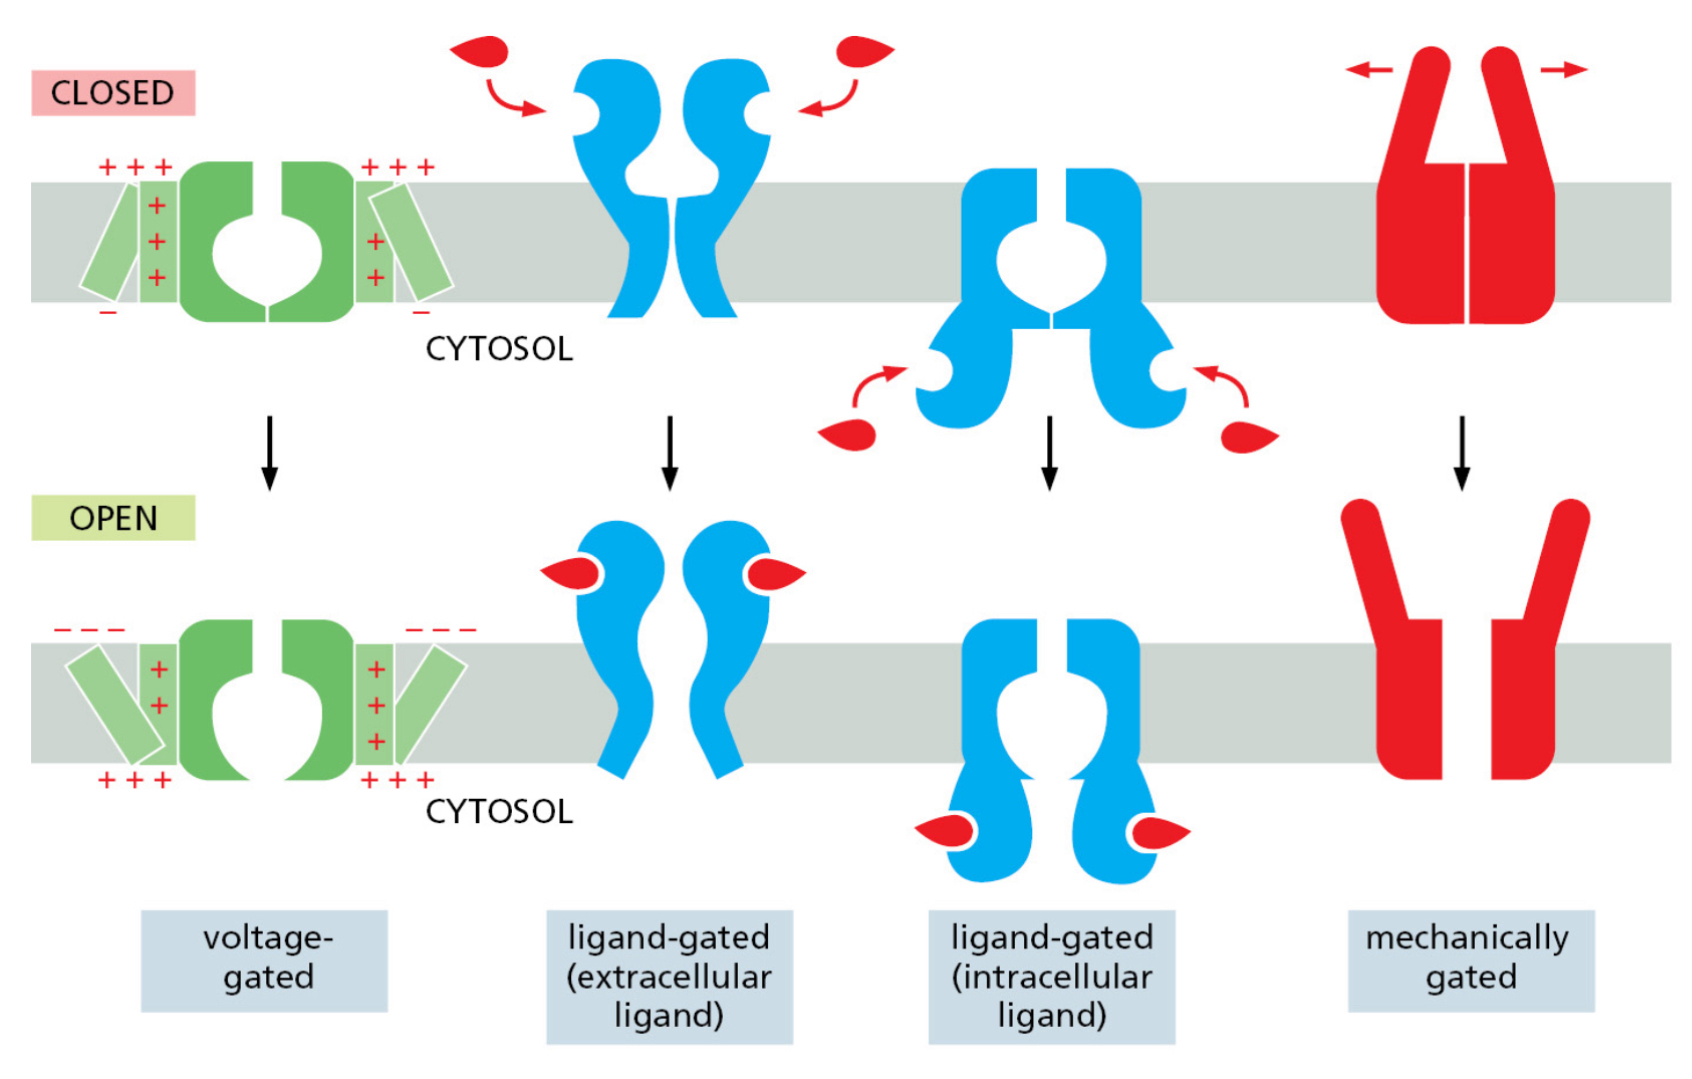 CLOSED
+ + +
+ + +
+
+
+
+
+
–
–
CYTOSOL
OPEN
– – –
– – –
+
+
+
+
+
+ + +
+ + +
CYTOSOL
voltage-
gated
ligand-gated
(extracellular
ligand)
ligand-gated
(intracellular
ligand)
mechanically
gated